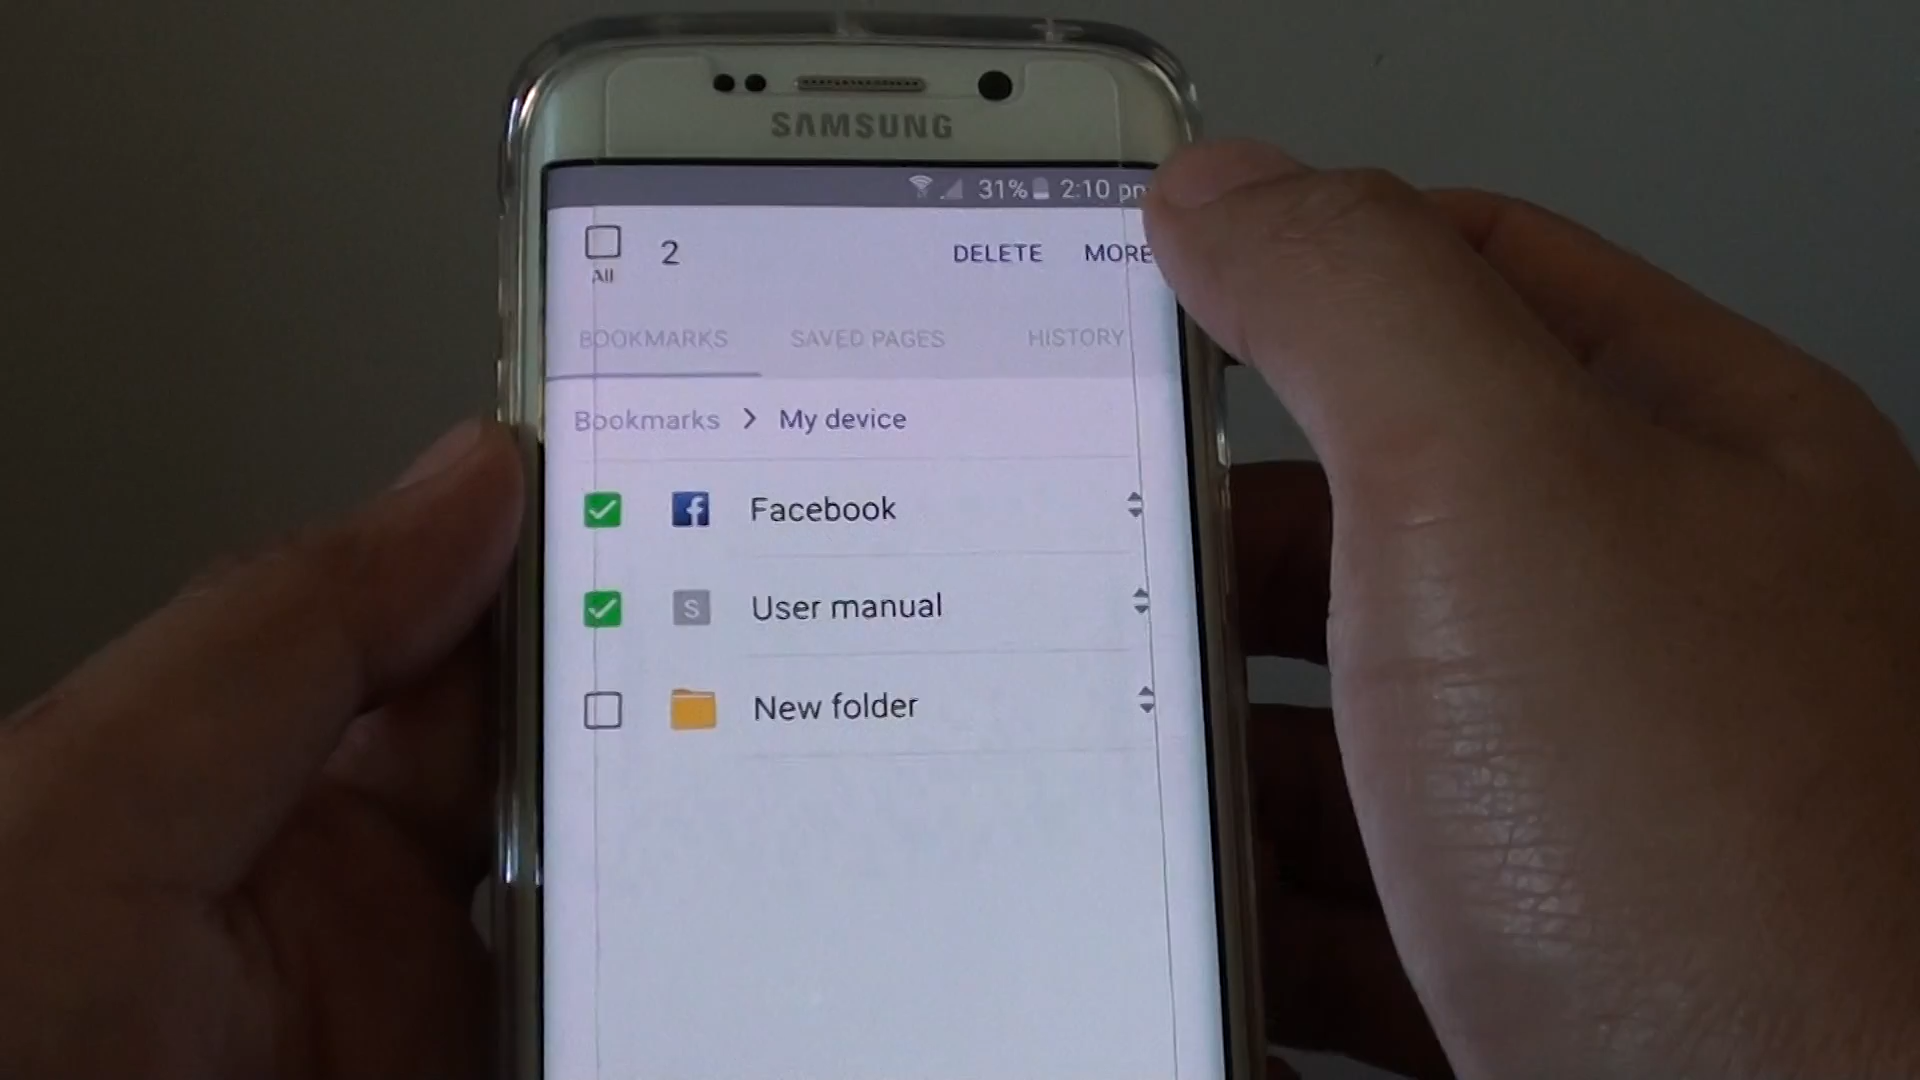 SAMSUNG
31% 2:10 pm
2 DELETE MORE
All
BOOKMARKS SAVED PAGES HISTORY
Bookmarks > My device
Facebook
S User manual
New folder